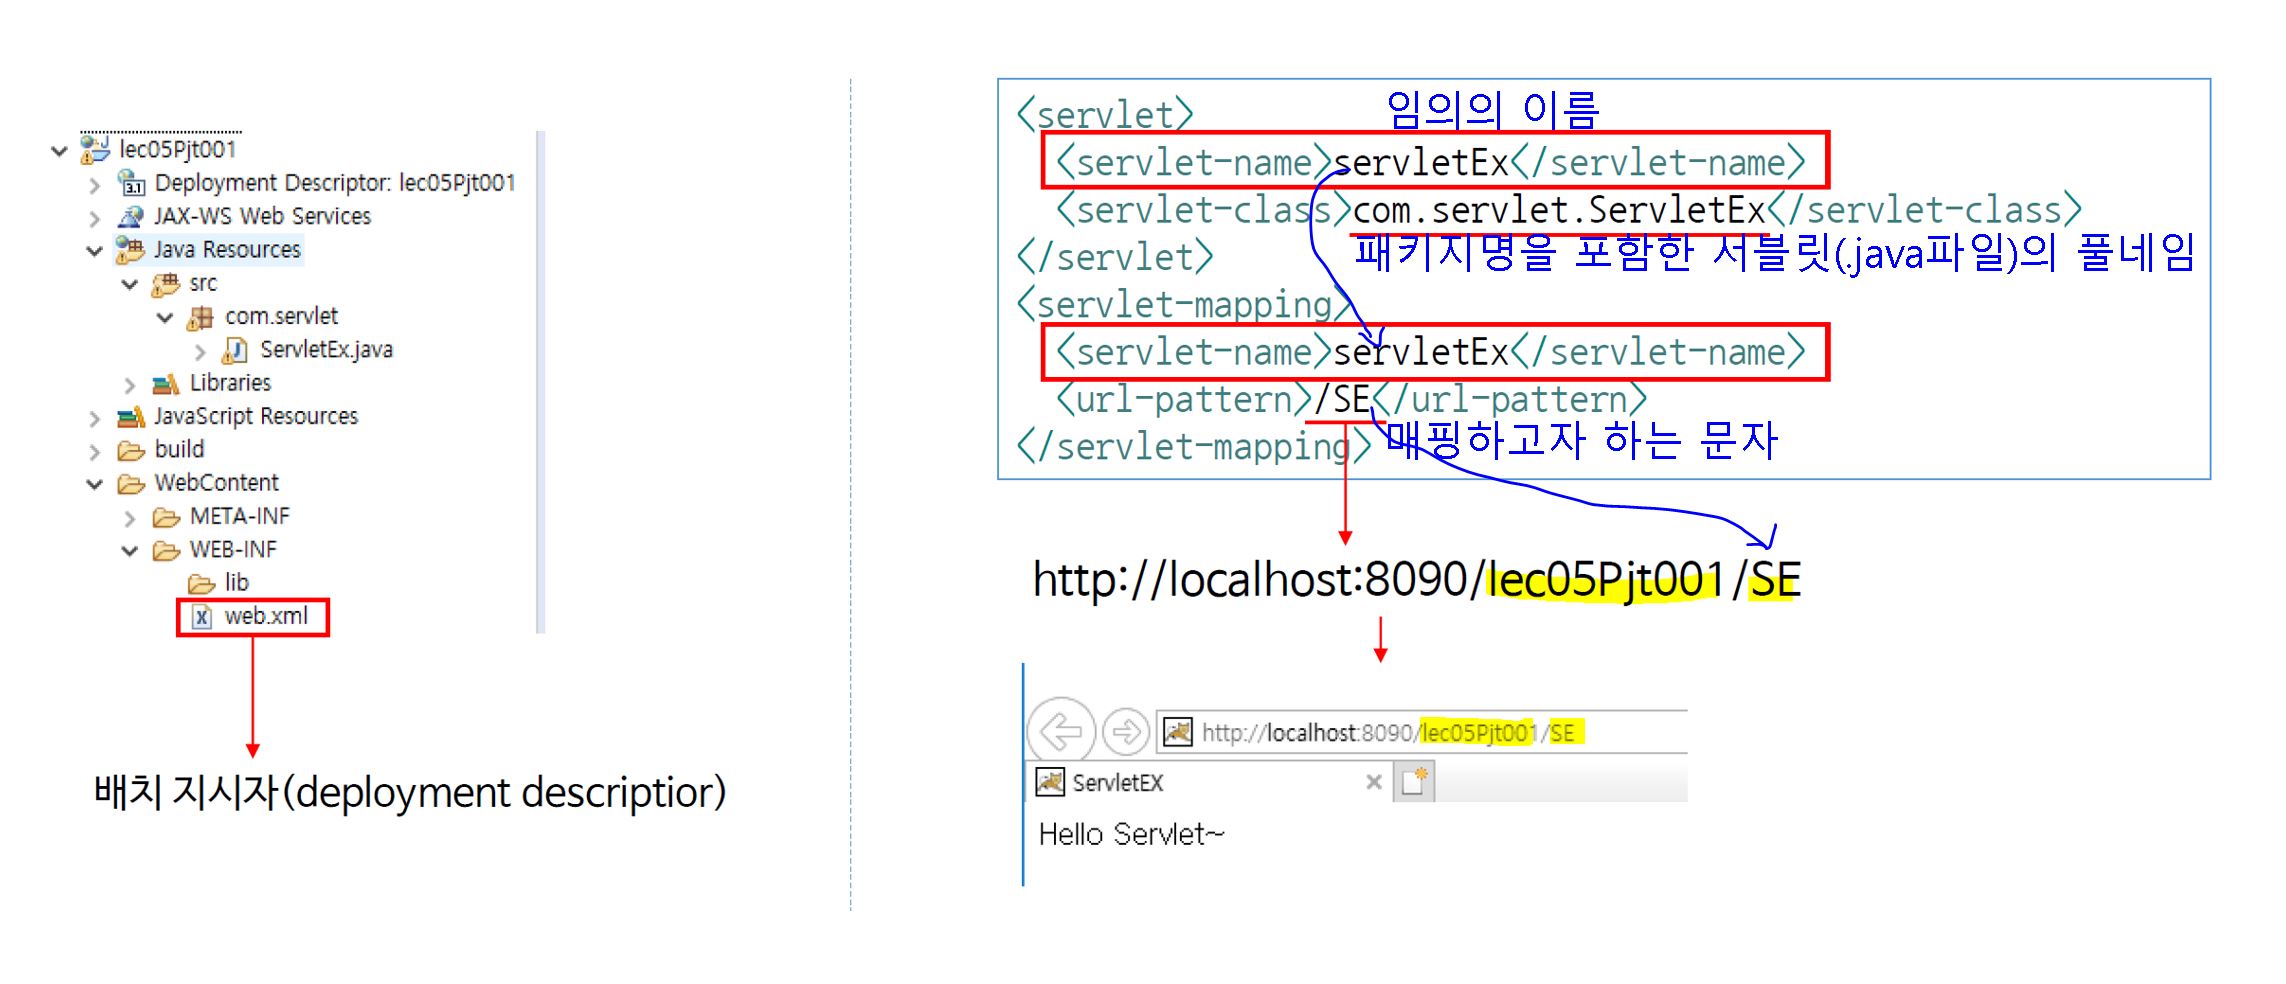 lec05Pjt001
Deployment Descriptor: lec05Pjt001
JAX-WS Web Services
Java Resources
src
com.servlet
ServletEx.java
Libraries
JavaScript Resources
build
WebContent
META-INF
WEB-INF
lib
web.xml
배치 지시자(deployment descriptior)
<servlet> 임의의 이름
<servlet-name>servletEx</servlet-name>
<servlet-class>com.servlet.ServletEx</servlet-class>
</servlet> 패키지명을 포함한 서블릿(.java파일)의 풀네임
<servlet-mapping>
<servlet-name>servletEx</servlet-name>
<url-pattern>/SE</url-pattern>
</servlet-mapping> 매핑하고자 하는 문자
http://localhost:8090/lec05Pjt001/SE
http://localhost:8090/lec05Pjt001/SE
ServletEX
Hello Servlet~